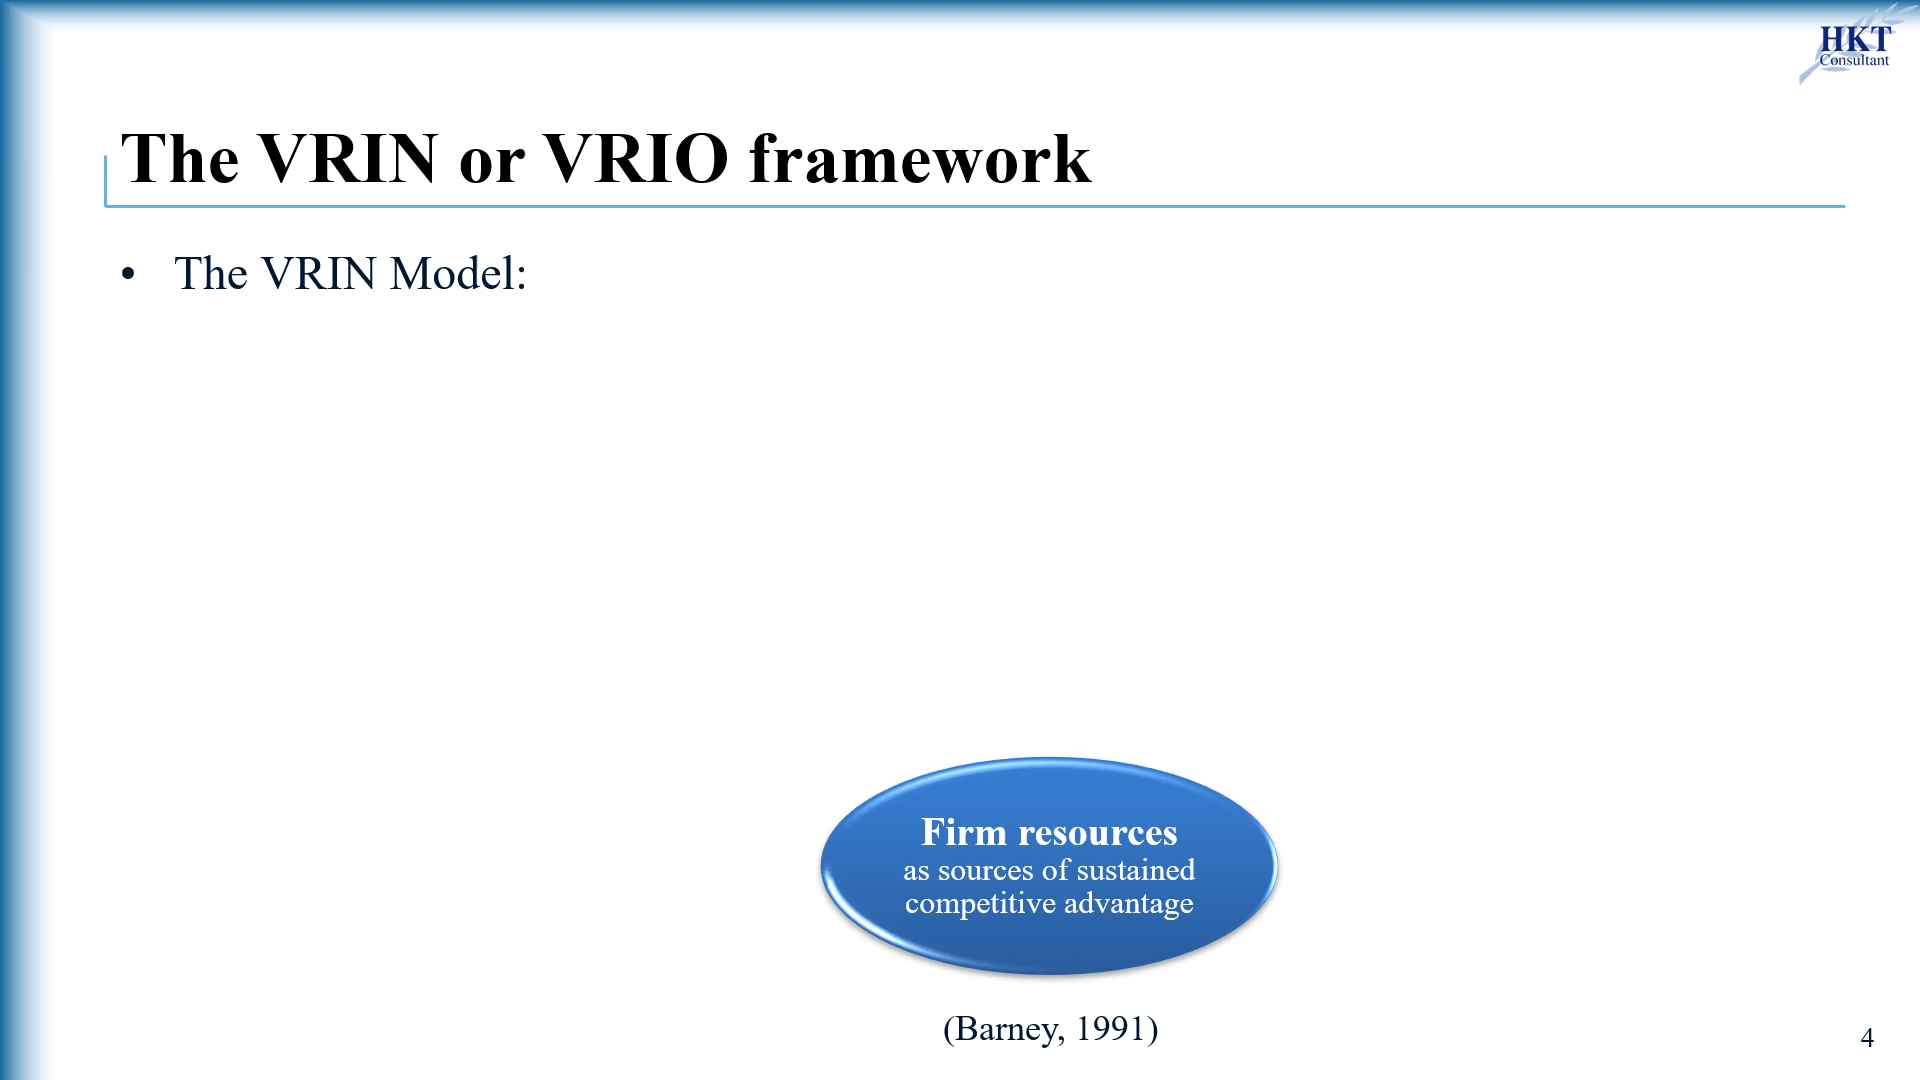 HKT
Consultant
The VRIN or VRIO framework
• The VRIN Model:
Firm resources
as sources of sustained
competitive advantage
(Barney, 1991)
4